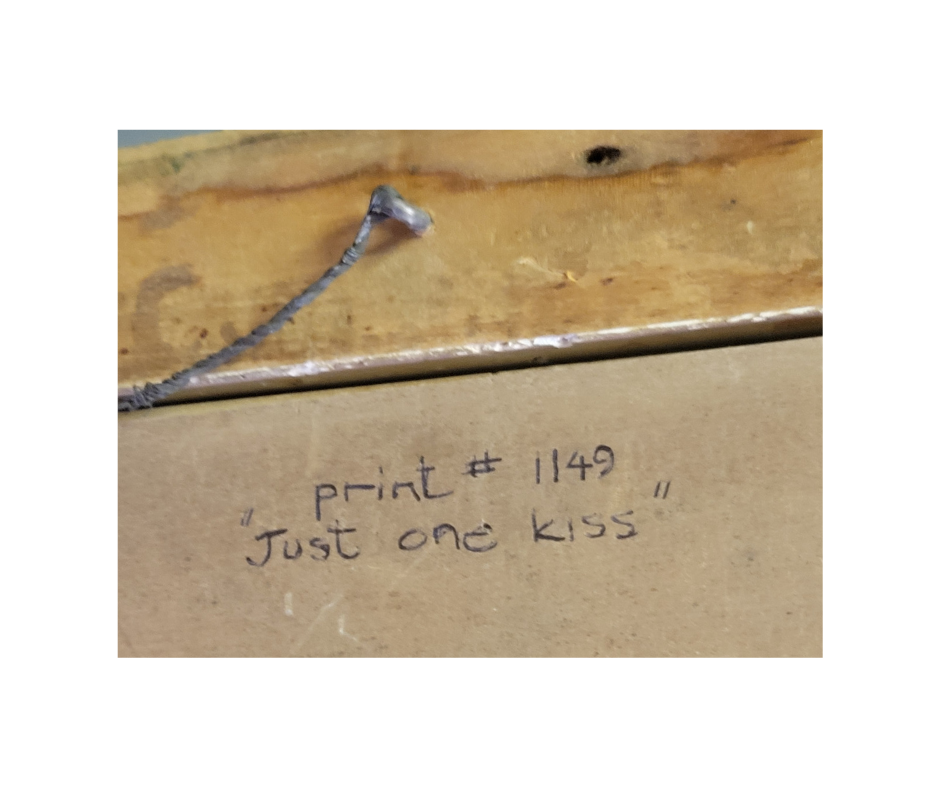 print # 1149
"Just one kiss"